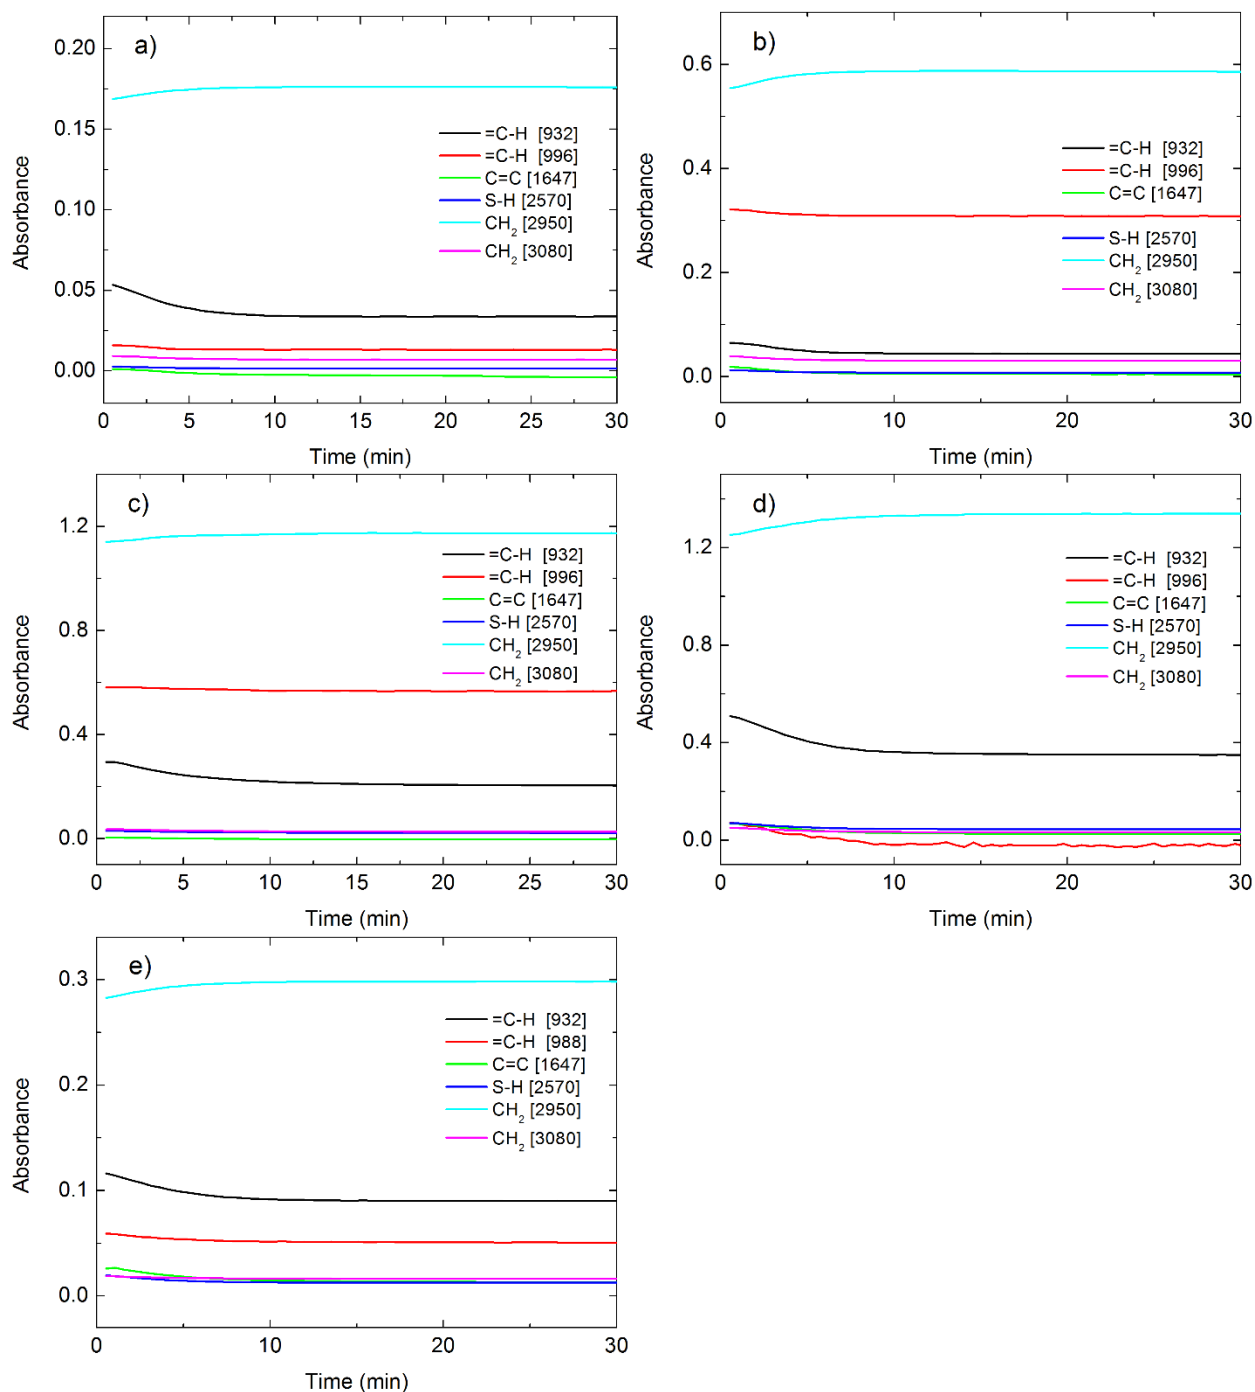 a)
0.20
0.15
0.10
0.05
0.00
Absorbance
=C-H [932]
=C-H [996]
C=C [1647]
S-H [2570]
CH2 [2950]
CH2 [3080]
0 5 10 15 20 25 30
Time (min)
b)
0.6
0.4
0.2
0.0
Absorbance
=C-H [932]
=C-H [996]
C=C [1647]
S-H [2570]
CH2 [2950]
CH2 [3080]
0 10 20 30
Time (min)
c)
1.2
0.8
0.4
0.0
Absorbance
=C-H [932]
=C-H [996]
C=C [1647]
S-H [2570]
CH2 [2950]
CH2 [3080]
0 5 10 15 20 25 30
Time (min)
d)
1.2
0.8
0.4
0.0
Absorbance
=C-H [932]
=C-H [996]
C=C [1647]
S-H [2570]
CH2 [2950]
CH2 [3080]
0 10 20 30
Time (min)
e)
0.3
0.2
0.1
0.0
Absorbance
=C-H [932]
=C-H [988]
C=C [1647]
S-H [2570]
CH2 [2950]
CH2 [3080]
0 10 20 30
Time (min)